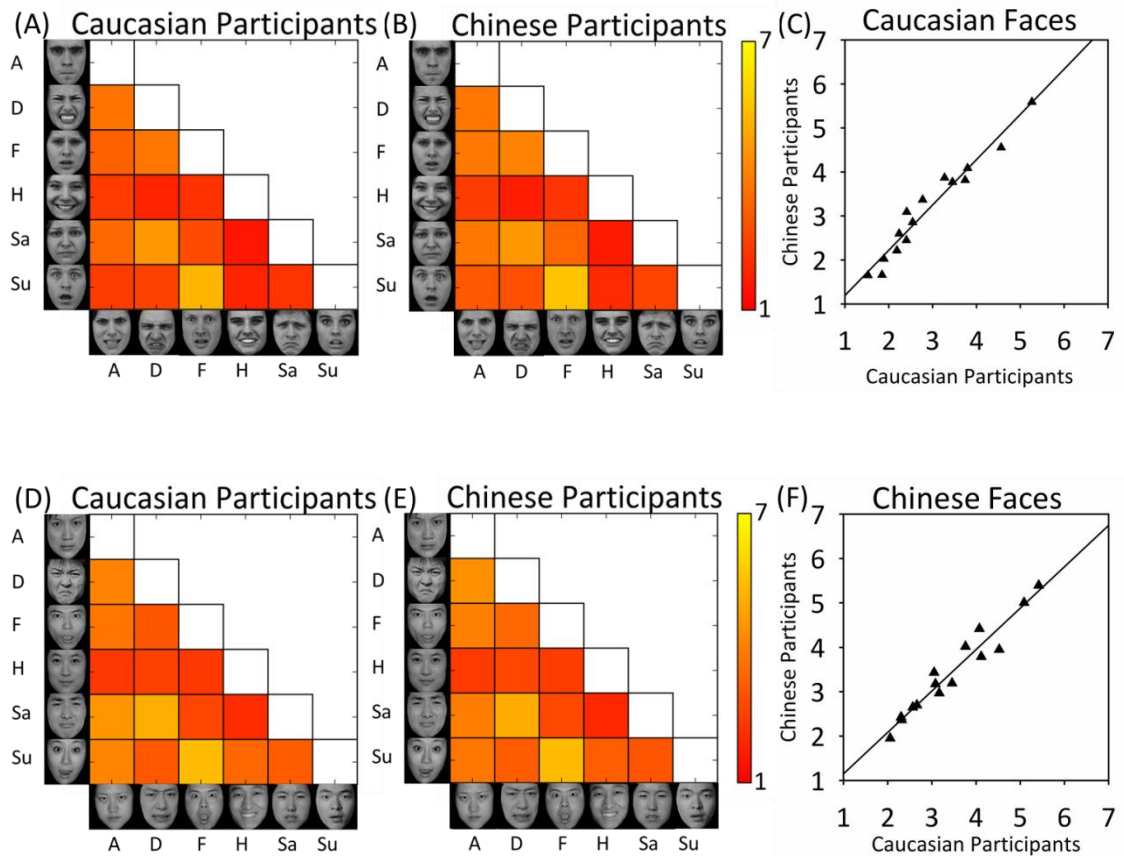 (A) Caucasian Participants
A
D
F
H
Sa
Su
A D F H Sa Su
(B) Chinese Participants
A
D
F
H
Sa
Su
A D F H Sa Su
7
1
(C) Caucasian Faces
7
6
5
4
3
2
1
Chinese Participants
1 2 3 4 5 6 7
Caucasian Participants
(D) Caucasian Participants
A
D
F
H
Sa
Su
A D F H Sa Su
(E) Chinese Participants
A
D
F
H
Sa
Su
A D F H Sa Su
7
1
(F) Chinese Faces
7
6
5
4
3
2
1
Chinese Participants
1 2 3 4 5 6 7
Caucasian Participants